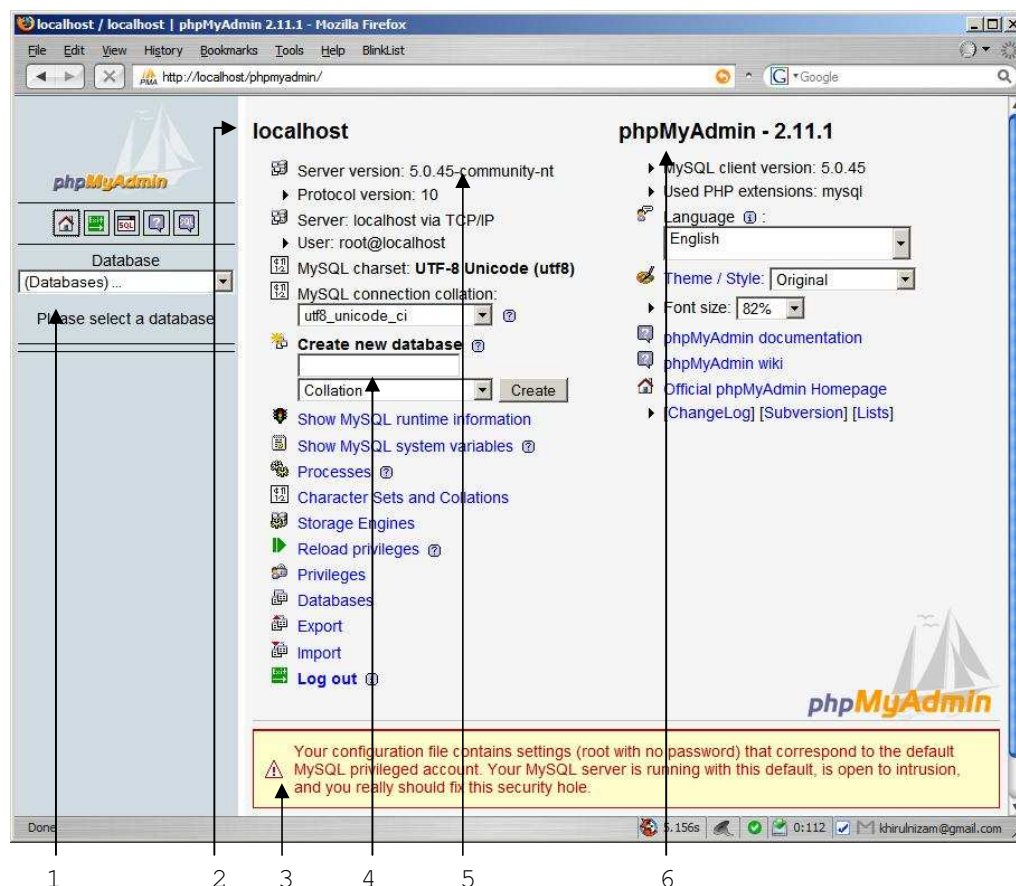 localhost / localhost | phpMyAdmin 2.11.1 - Mozilla Firefox
File Edit View History Bookmarks Tools Help BlinkList
PMA http://localhost/phpmyadmin/ G Google
phpMyAdmin
Exit SQL ? SQL
Database
(Databases) ...
Please select a database
localhost
Server version: 5.0.45-community-nt
Protocol version: 10
Server: localhost via TCP/IP
User: root@localhost
MySQL charset: UTF-8 Unicode (utf8)
MySQL connection collation:
utf8_unicode_ci
Create new database
Collation Create
Show MySQL runtime information
Show MySQL system variables
Processes
Character Sets and Collations
Storage Engines
Reload privileges
Privileges
Databases
Export
Import
Log out
phpMyAdmin - 2.11.1
MySQL client version: 5.0.45
Used PHP extensions: mysql
Language :
English
Theme / Style: Original
Font size: 82%
phpMyAdmin documentation
phpMyAdmin wiki
Official phpMyAdmin Homepage
[ChangeLog] [Subversion] [Lists]
phpMyAdmin
Your configuration file contains settings (root with no password) that correspond to the default
MySQL privileged account. Your MySQL server is running with this default, is open to intrusion,
and you really should fix this security hole.
Done 5.156s 0:112 khirulnizam@gmail.com
1 2 3 4 5 6